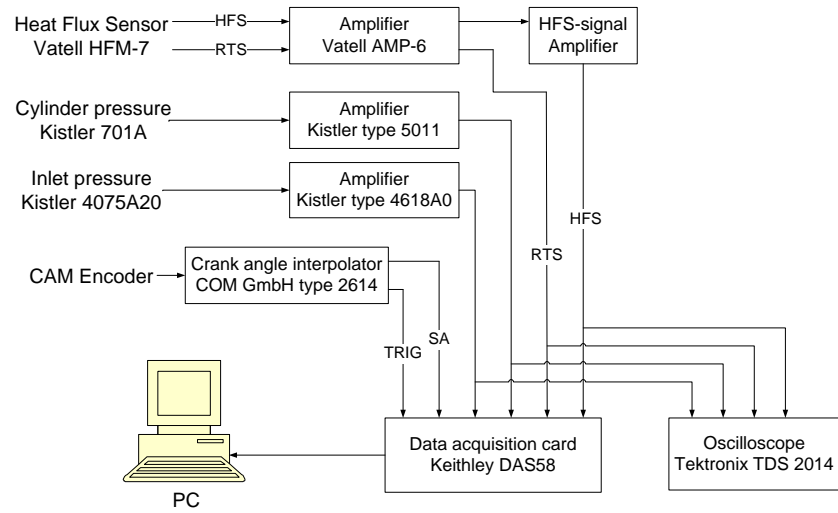 Heat Flux Sensor
Vatell HFM-7
HFS
RTS
Amplifier
Vatell AMP-6
HFS-signal
Amplifier
Cylinder pressure
Kistler 701A
Amplifier
Kistler type 5011
Inlet pressure
Kistler 4075A20
Amplifier
Kistler type 4618A0
HFS
RTS
CAM Encoder
Crank angle interpolator
COM GmbH type 2614
SA
TRIG
Data acquisition card
Keithley DAS58
Oscilloscope
Tektronix TDS 2014
PC